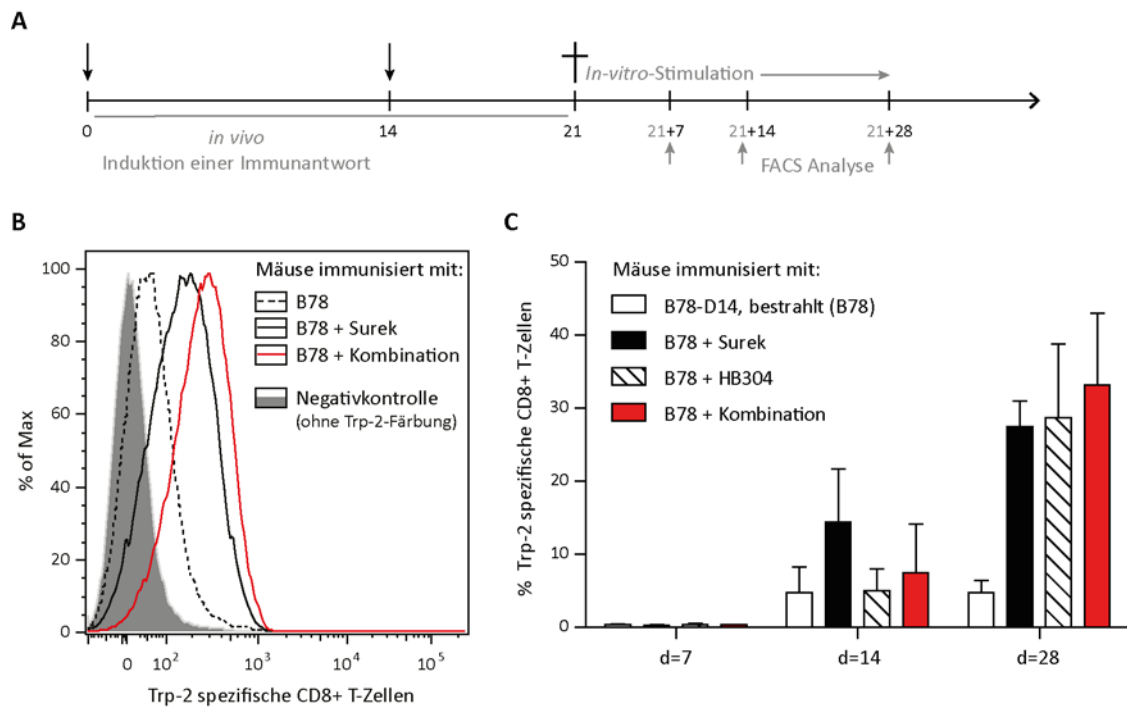 A
In-vitro-Stimulation
0
14
21
21+7
21+14
21+28
in vivo
Induktion einer Immunantwort
FACS Analyse
B
Mäuse immunisiert mit:
B78
B78 + Surek
B78 + Kombination
Negativkontrolle
(ohne Trp-2-Färbung)
% of Max
100
80
60
40
20
0
0 10² 10³ 10⁴ 10⁵
Trp-2 spezifische CD8+ T-Zellen
C
Mäuse immunisiert mit:
B78-D14, bestrahlt (B78)
B78 + Surek
B78 + HB304
B78 + Kombination
% Trp-2 spezifische CD8+ T-Zellen
50
40
30
20
10
0
d=7 d=14 d=28